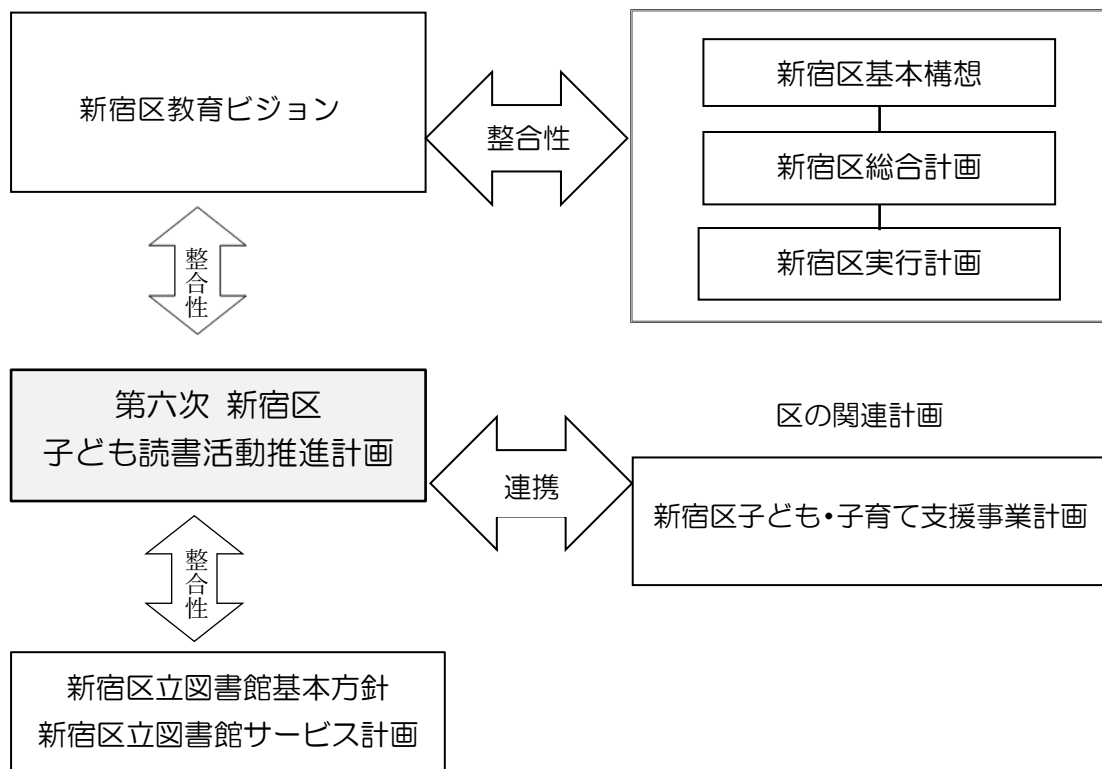 新宿区教育ビジョン
整合性
新宿区基本構想
新宿区総合計画
新宿区実行計画
整合性
第六次 新宿区
子ども読書活動推進計画
連携
区の関連計画
新宿区子ども・子育て支援事業計画
整合性
新宿区立図書館基本方針
新宿区立図書館サービス計画